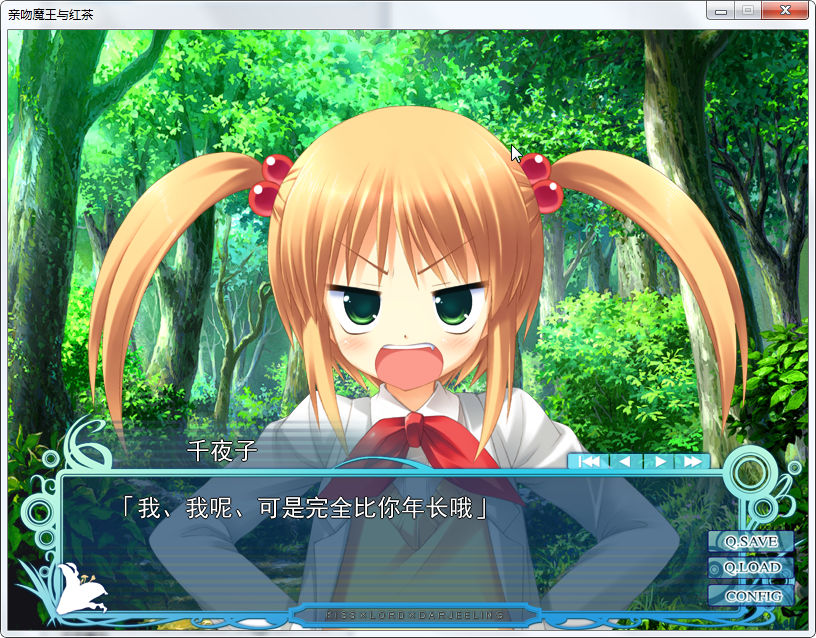 亲吻魔王与红茶
千夜子
「我、我呢、可是完全比你年长哦」
Q.SAVE
Q.LOAD
CONFIG
KISS×LORD×DARJEELING